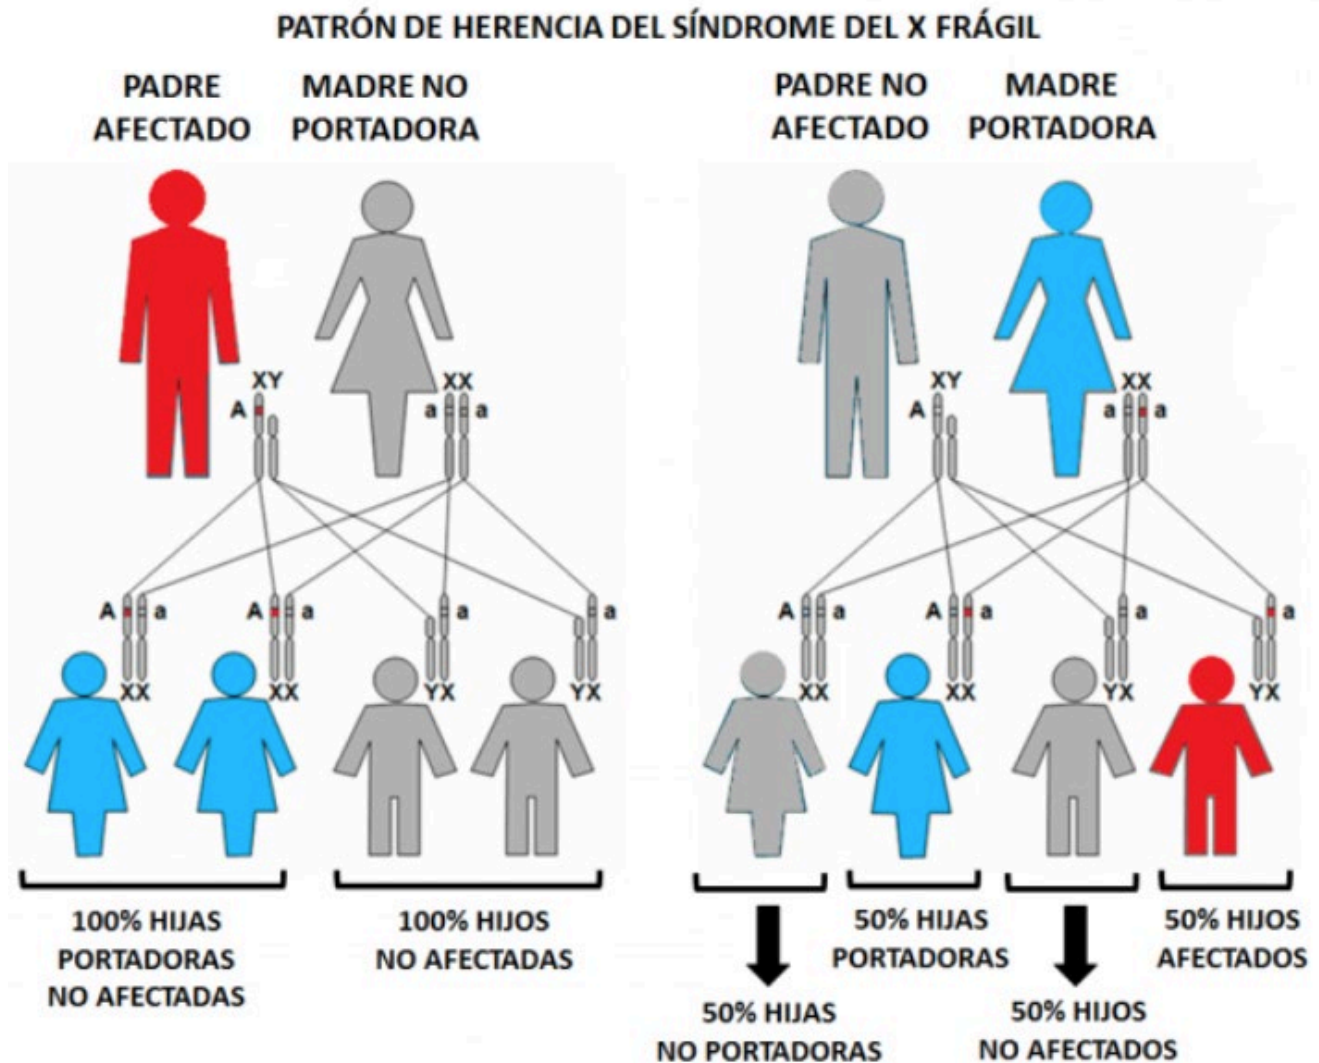 PATRÓN DE HERENCIA DEL SÍNDROME DEL X FRÁGIL
PADRE
AFECTADO
MADRE NO
PORTADORA
XY
A
XX
a a
A a
XX
A a
XX
a
YX
a
YX
100% HIJAS
PORTADORAS
NO AFECTADAS
100% HIJOS
NO AFECTADAS
PADRE NO
AFECTADO
MADRE
PORTADORA
XY
A
XX
a a
A a
XX
A a
XX
a
YX
a
YX
50% HIJAS
NO PORTADORAS
50% HIJAS
PORTADORAS
50% HIJOS
NO AFECTADOS
50% HIJOS
AFECTADOS